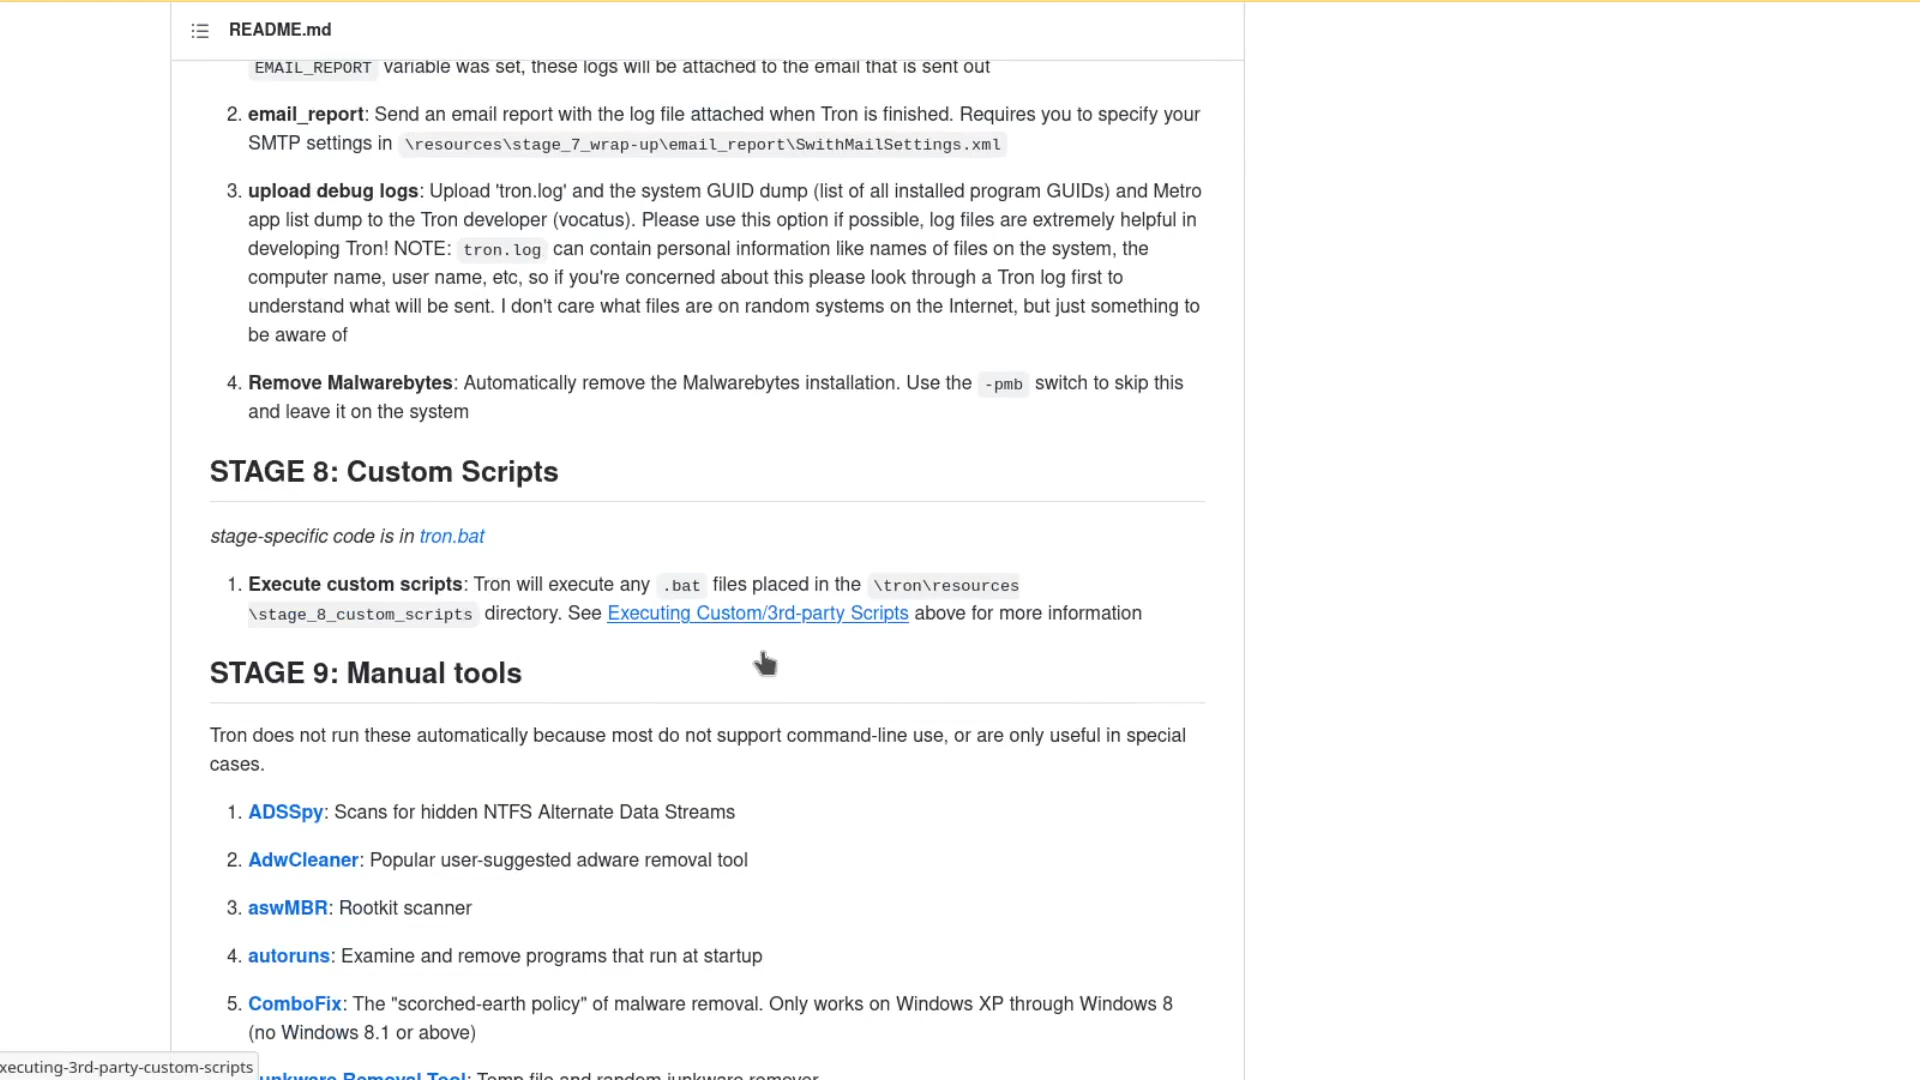 README.md
EMAIL_REPORT variable was set, these logs will be attached to the email that is sent out
2. email_report: Send an email report with the log file attached when Tron is finished. Requires you to specify your
SMTP settings in \resources\stage_7_wrap-up\email_report\SwithMailSettings.xml
3. upload debug logs: Upload 'tron.log' and the system GUID dump (list of all installed program GUIDs) and Metro
app list dump to the Tron developer (vocatus). Please use this option if possible, log files are extremely helpful in
developing Tron! NOTE: tron.log can contain personal information like names of files on the system, the
computer name, user name, etc, so if you're concerned about this please look through a Tron log first to
understand what will be sent. I don't care what files are on random systems on the Internet, but just something to
be aware of
4. Remove Malwarebytes: Automatically remove the Malwarebytes installation. Use the -pmb switch to skip this
and leave it on the system
STAGE 8: Custom Scripts
stage-specific code is in tron.bat
1. Execute custom scripts: Tron will execute any .bat files placed in the \tron\resources
\stage_8_custom_scripts directory. See Executing Custom/3rd-party Scripts above for more information
STAGE 9: Manual tools
Tron does not run these automatically because most do not support command-line use, or are only useful in special
cases.
1. ADSSpy: Scans for hidden NTFS Alternate Data Streams
2. AdwCleaner: Popular user-suggested adware removal tool
3. aswMBR: Rootkit scanner
4. autoruns: Examine and remove programs that run at startup
5. ComboFix: The "scorched-earth policy" of malware removal. Only works on Windows XP through Windows 8
(no Windows 8.1 or above)
xecuting-3rd-party-custom-scripts
unkware Removal Tool: Temp file and random junkware remover